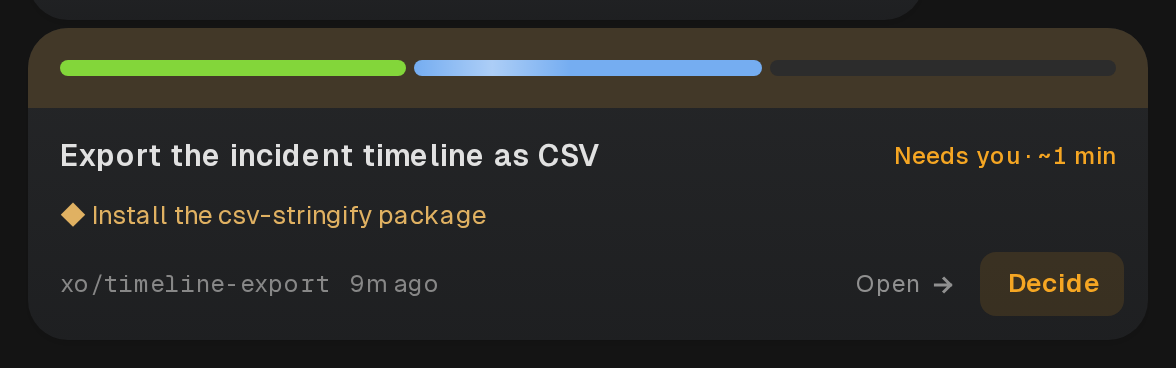 Export the incident timeline as CSV
Needs you · ~1 min
Install the csv-stringify package
xo/timeline-export 9m ago
Open →
Decide